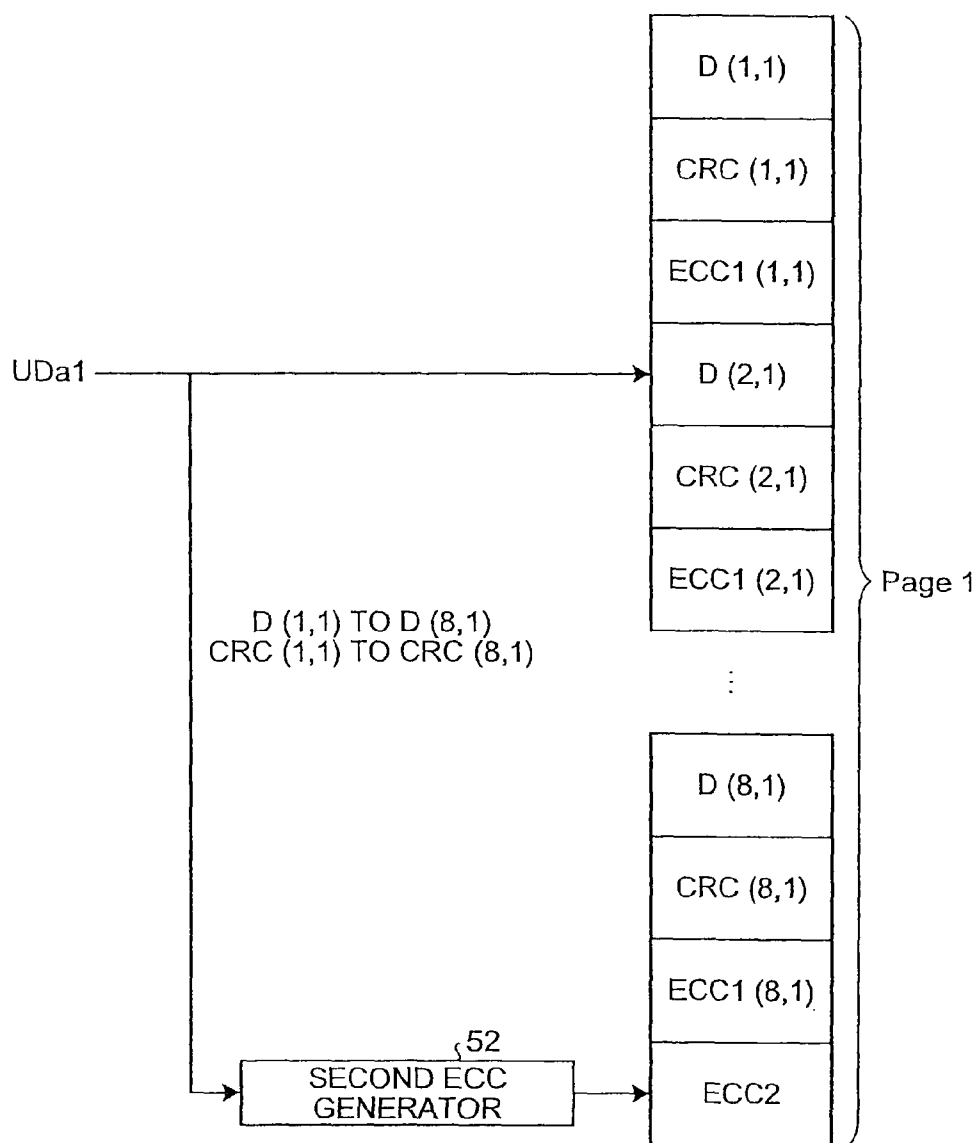 D (1,1)
CRC (1,1)
ECC1 (1,1)
UDa1
D (2,1)
CRC (2,1)
ECC1 (2,1)
Page 1
D (1,1) TO D (8,1)
CRC (1,1) TO CRC (8,1)
⋮
D (8,1)
CRC (8,1)
ECC1 (8,1)
52
SECOND ECC
GENERATOR
ECC2